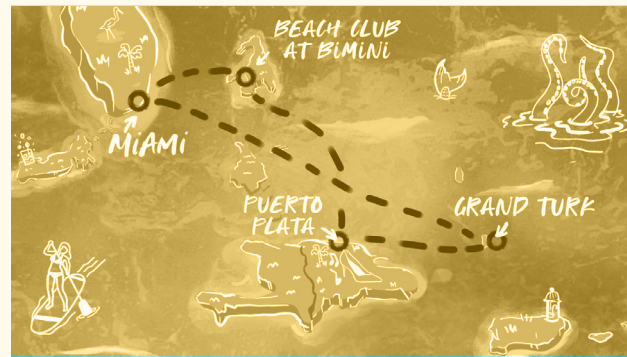 BEACH CLUB
AT BIMINI
MIAMI
PUERTO
PLATA
GRAND TURK